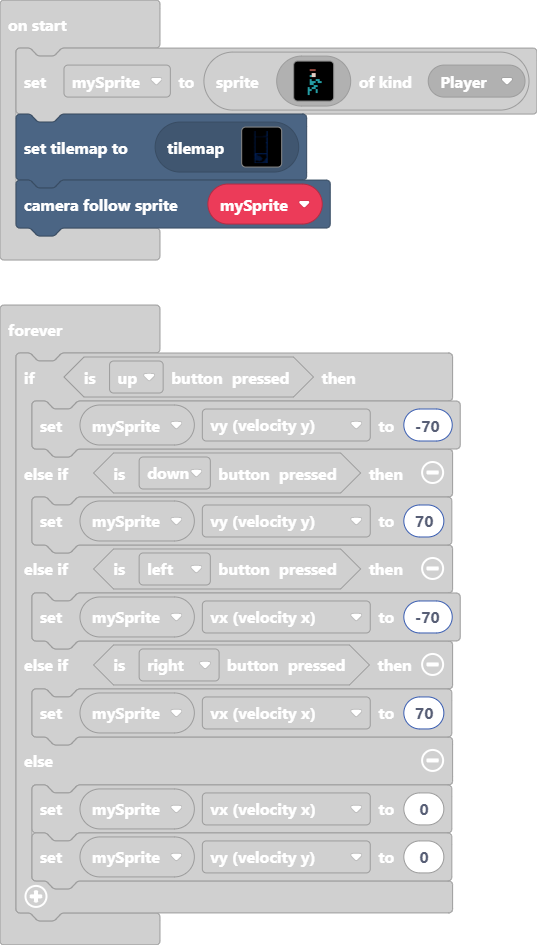 on start
set mySprite to sprite of kind Player
set tilemap to tilemap
camera follow sprite mySprite
forever
if is up button pressed then
set mySprite vy (velocity y) to -70
else if is down button pressed then
set mySprite vy (velocity y) to 70
else if is left button pressed then
set mySprite vx (velocity x) to -70
else if is right button pressed then
set mySprite vx (velocity x) to 70
else
set mySprite vx (velocity x) to 0
set mySprite vy (velocity y) to 0